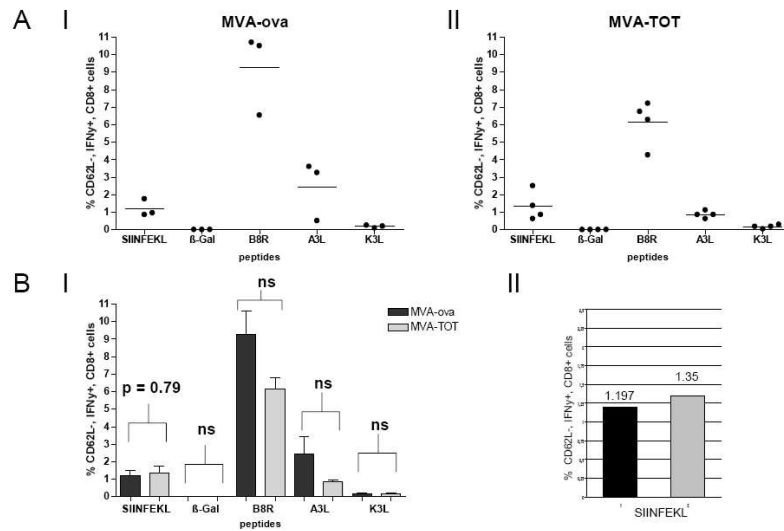 A I MVA-ova
% CD62L-, IFNy+, CD8+ cells
11
10
9
8
7
6
5
4
3
2
1
0
SIINFEKL ß-Gal B8R A3L K3L
peptides
II MVA-TOT
% CD62L-, IFNy+, CD8+ cells
11
10
9
8
7
6
5
4
3
2
1
0
SIINFEKL ß-Gal B8R A3L K3L
peptides
B I
% CD62L-, IFNy+, CD8+ cells
11
10
9
8
7
6
5
4
3
2
1
0
p = 0.79
ns
ns
ns
ns
MVA-ova
MVA-TOT
SIINFEKL ß-Gal B8R A3L K3L
peptides
II
% CD62L-, IFNy+, CD8+ cells
1.197
1.35
SIINFEKL